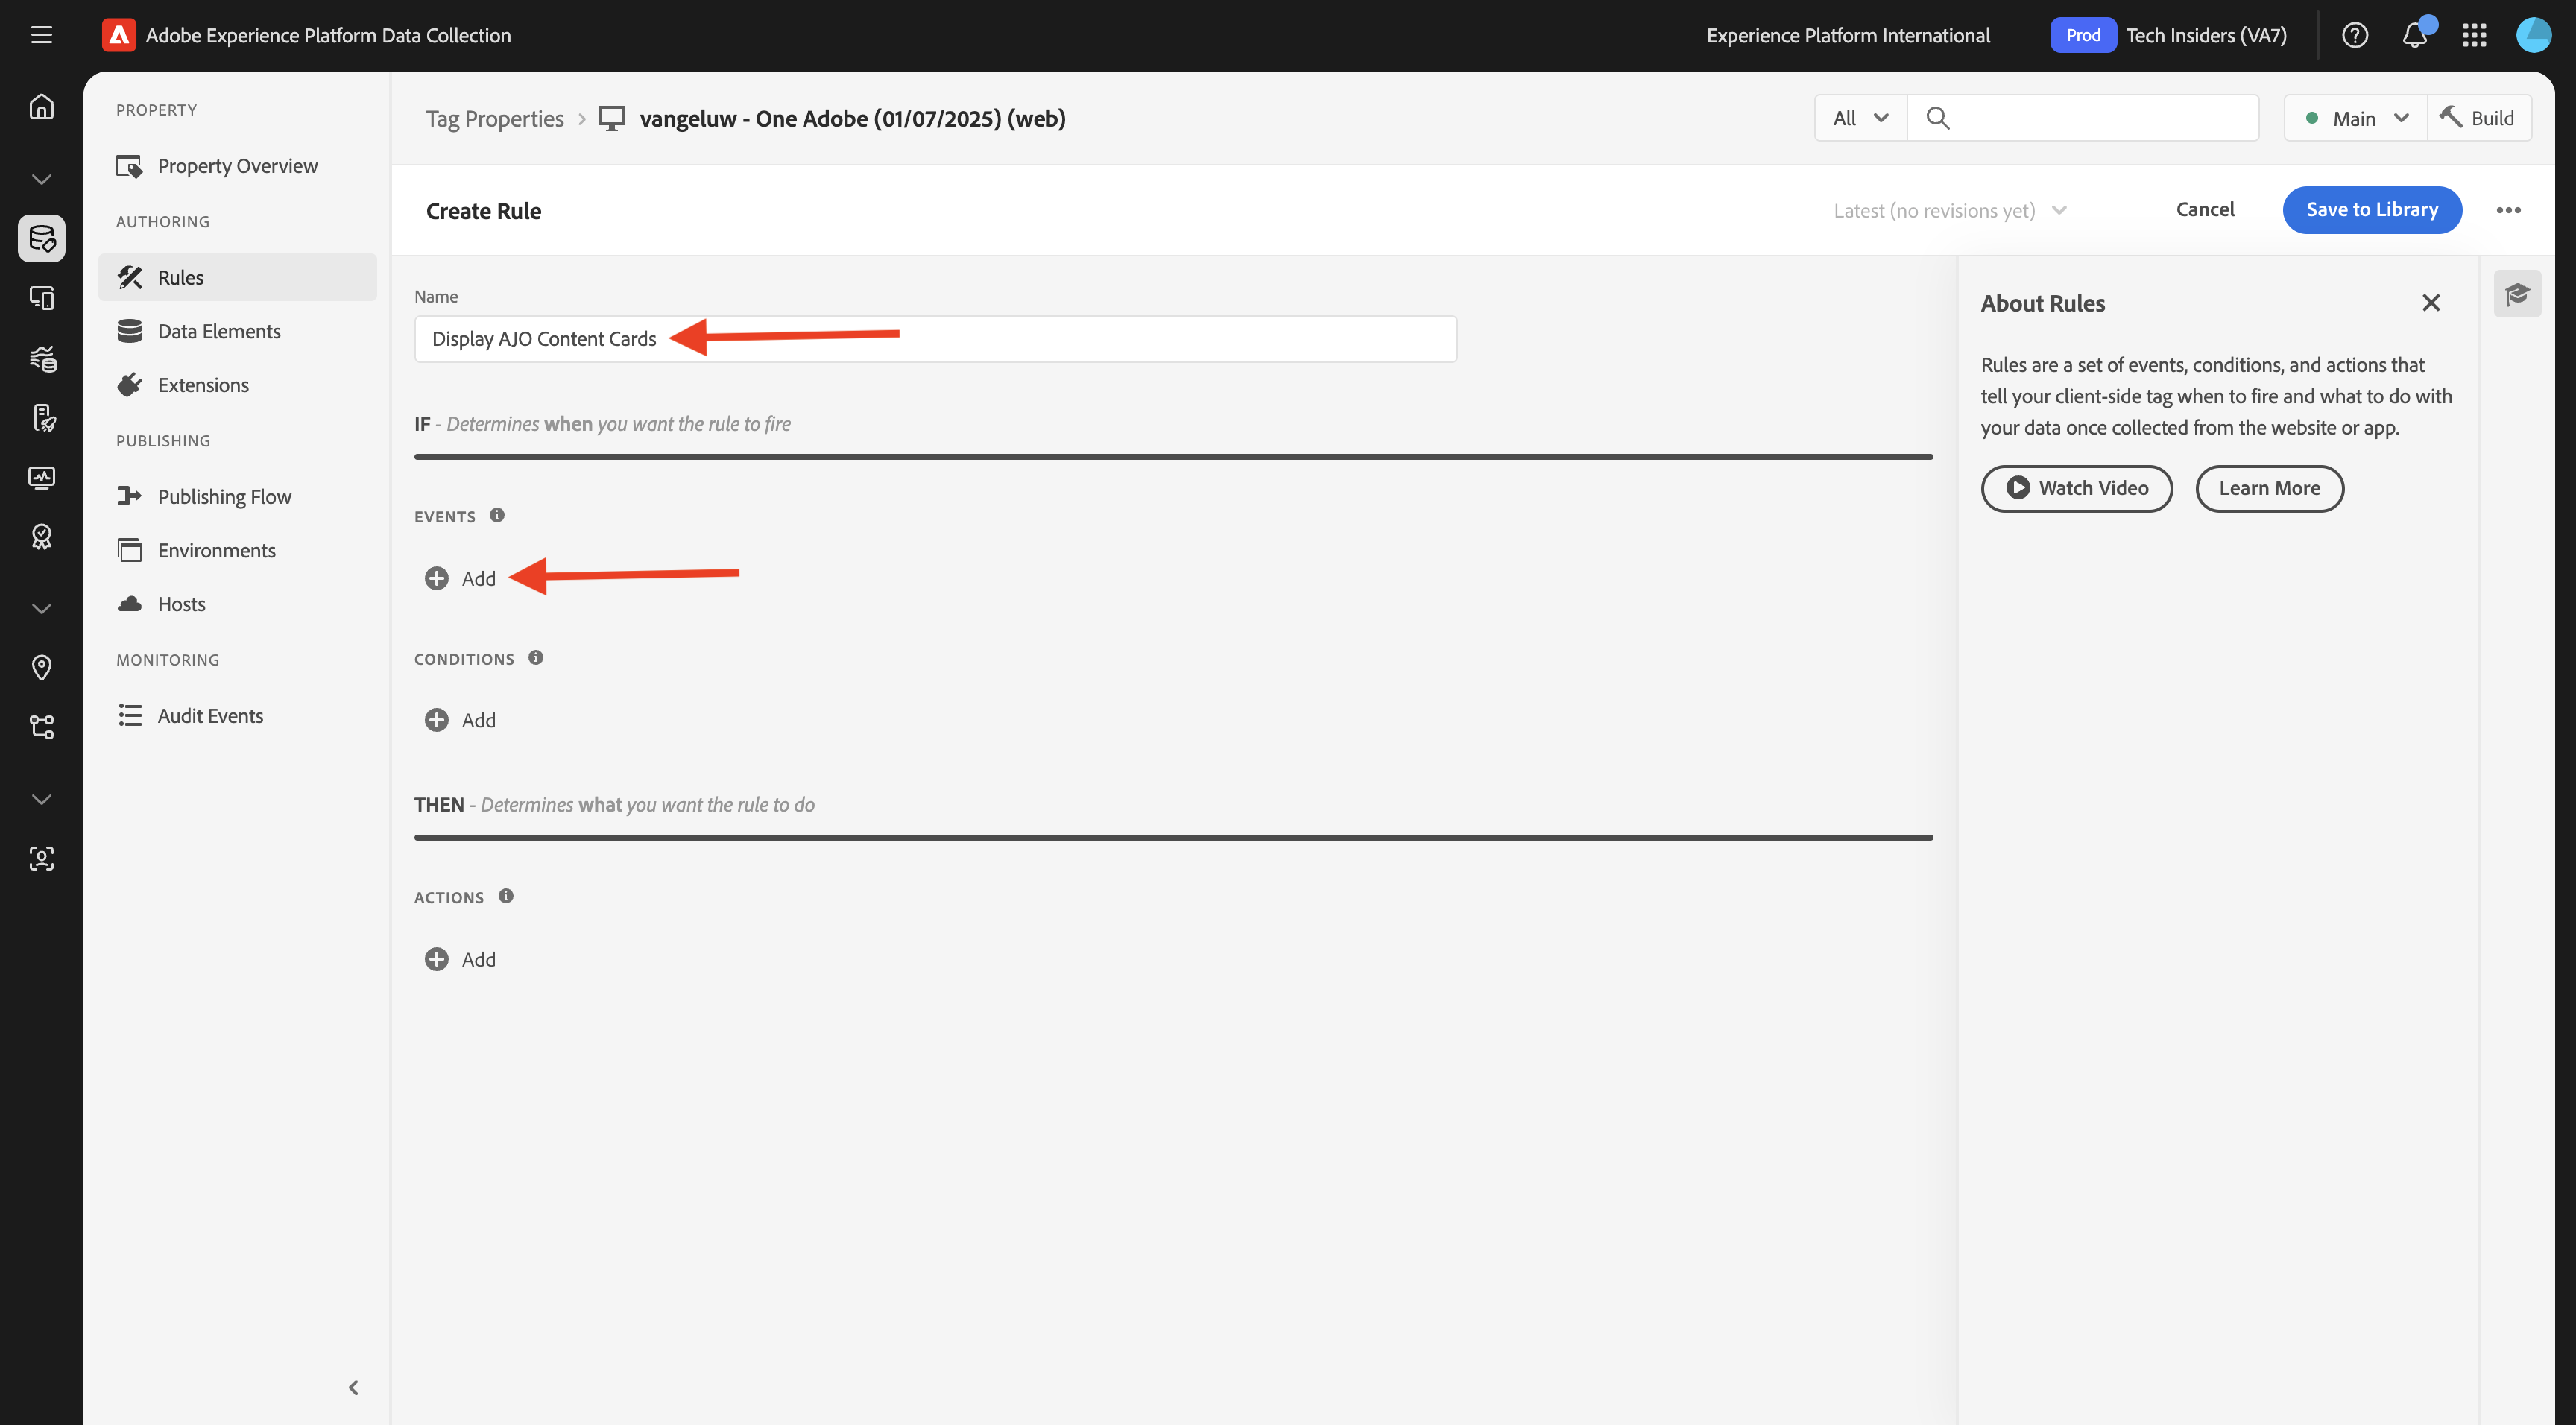 Adobe Experience Platform Data Collection
Experience Platform International
Prod
Tech Insiders (VA7)
PROPERTY
Property Overview
AUTHORING
Rules
Data Elements
Extensions
PUBLISHING
Publishing Flow
Environments
Hosts
MONITORING
Audit Events
Tag Properties
vangeluw - One Adobe (01/07/2025) (web)
All
Main
Build
Create Rule
Latest (no revisions yet)
Cancel
Save to Library
Name
Display AJO Content Cards
IF - Determines when you want the rule to fire
EVENTS
Add
CONDITIONS
Add
THEN - Determines what you want the rule to do
ACTIONS
Add
About Rules
Rules are a set of events, conditions, and actions that
tell your client-side tag when to fire and what to do with
your data once collected from the website or app.
Watch Video
Learn More